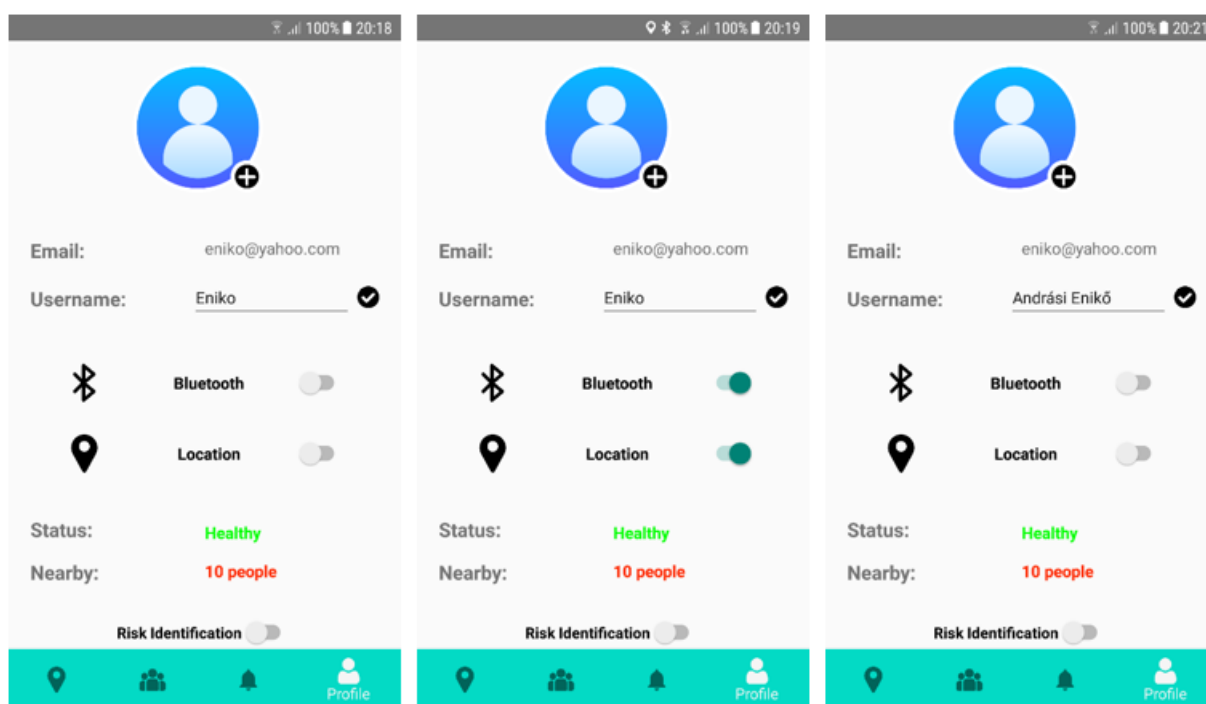 100% 20:18
Email: eniko@yahoo.com
Username: Eniko
Bluetooth
Location
Status: Healthy
Nearby: 10 people
Risk Identification
Profile
100% 20:19
Email: eniko@yahoo.com
Username: Eniko
Bluetooth
Location
Status: Healthy
Nearby: 10 people
Risk Identification
Profile
100% 20:21
Email: eniko@yahoo.com
Username: Andrási Enikő
Bluetooth
Location
Status: Healthy
Nearby: 10 people
Risk Identification
Profile